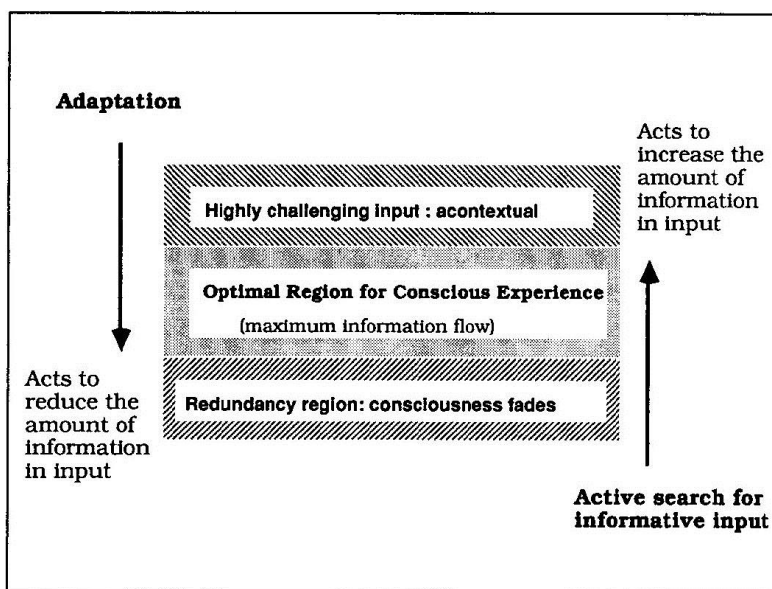 Adaptation
Acts to
increase the
amount of
information
in input
Highly challenging input : acontextual
Optimal Region for Conscious Experience
(maximum information flow)
Acts to
reduce the
amount of
information
in input
Redundancy region: consciousness fades
Active search for
informative input